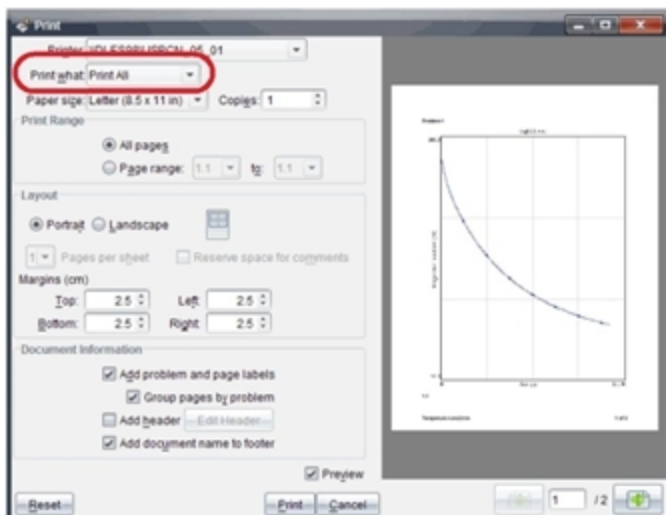 Print
Printer:
Print what: Print All
Paper size: Letter (8.5 x 11 in) Copies: 1
Print Range
All pages
Page range: 1.1 to: 1.1
Layout
Portrait Landscape
1 Pages per sheet Reserve space for comments
Margins (cm)
Top: 2.5 Left: 2.5
Bottom: 2.5 Right: 2.5
Document Information
Add problem and page labels
Group pages by problem
Add header Edit Header
Add document name to footer
Preview
Reset Print Cancel 1 /2